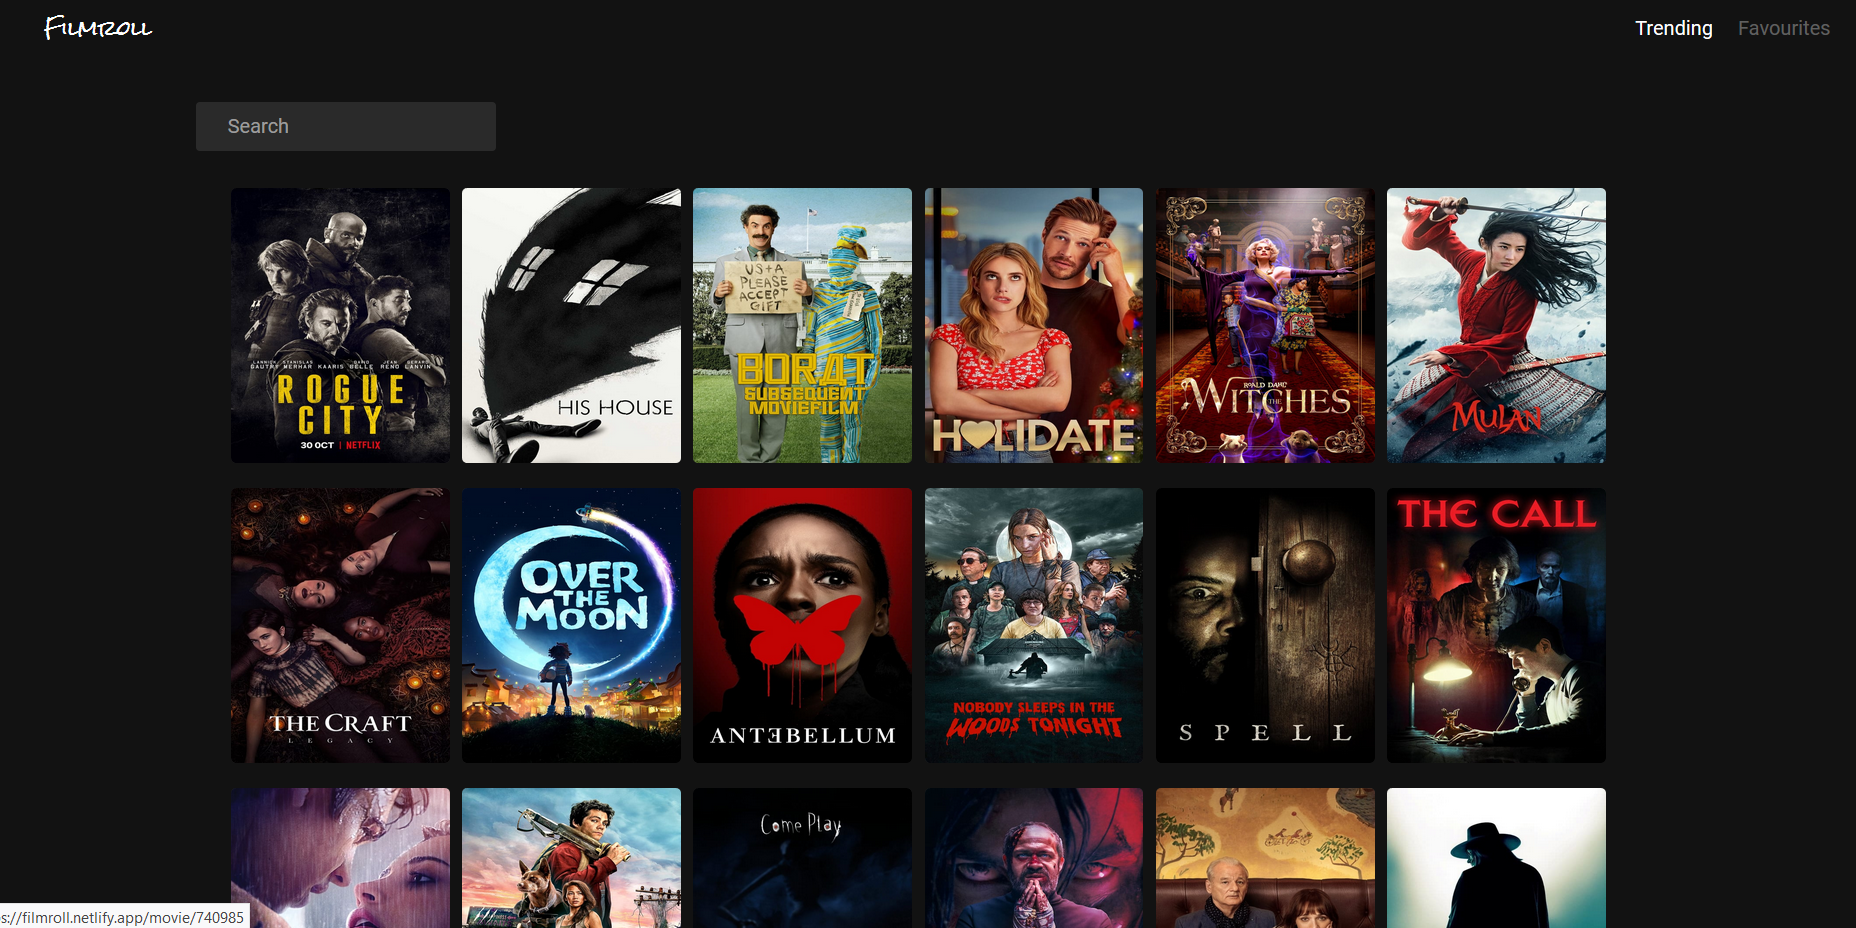 Filmroll
Trending
Favourites
Search
LANNICK GAUTRY
STANISLAS MERHAR
KAARIS
DAVID BELLE
JEAN RENO
GERARD LANVIN
ROGUE
CITY
30 OCT | NETFLIX
HIS HOUSE
US+A
PLEASE
ACCEPT
GIFT
BORAT
SUBSEQUENT
MOVIEFILM
HOLIDATE
ROALD DAHL
THE WITCHES
MULAN
THE CRAFT
LEGACY
OVER
THE
MOON
ANTƎBELLUM
NOBODY SLEEPS IN THE
WOODS TONIGHT
SPELL
THE CALL
Come Play
s://filmroll.netlify.app/movie/740985